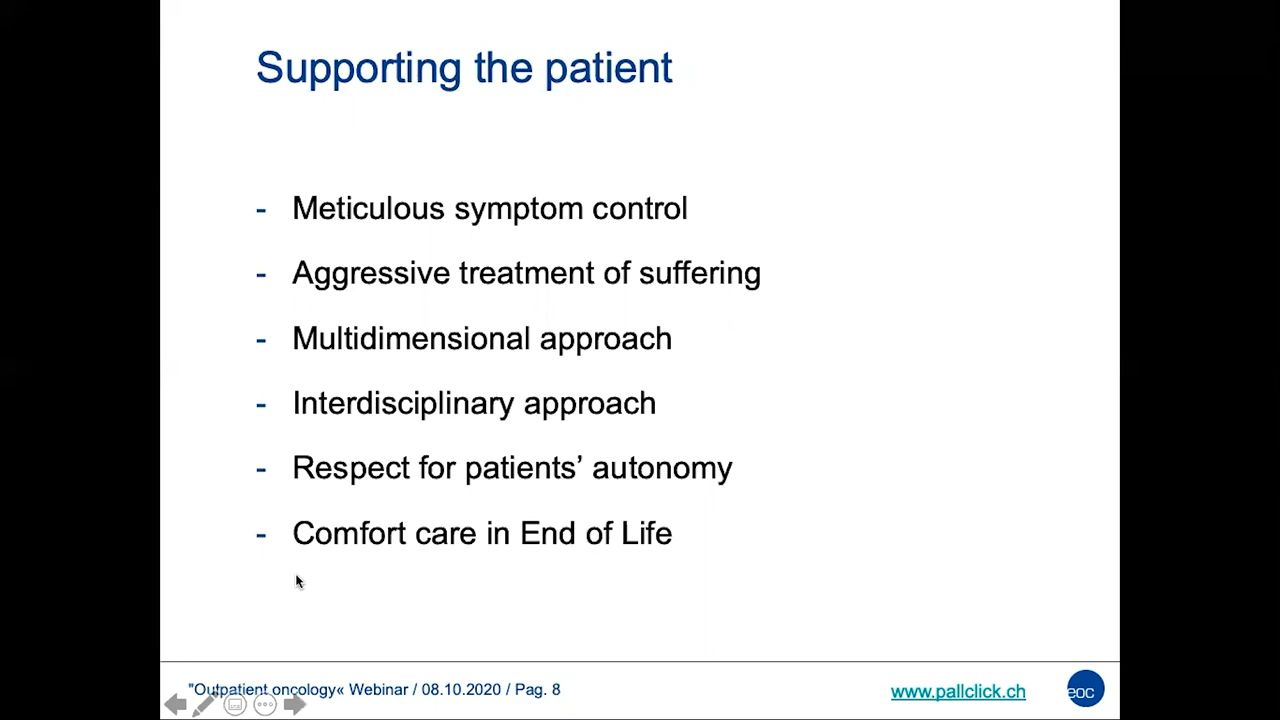 Supporting the patient
- Meticulous symptom control
- Aggressive treatment of suffering
- Multidimensional approach
- Interdisciplinary approach
- Respect for patients’ autonomy
- Comfort care in End of Life
"Outpatient oncology« Webinar / 08.10.2020 / Pag. 8
www.pallclick.ch
eoc